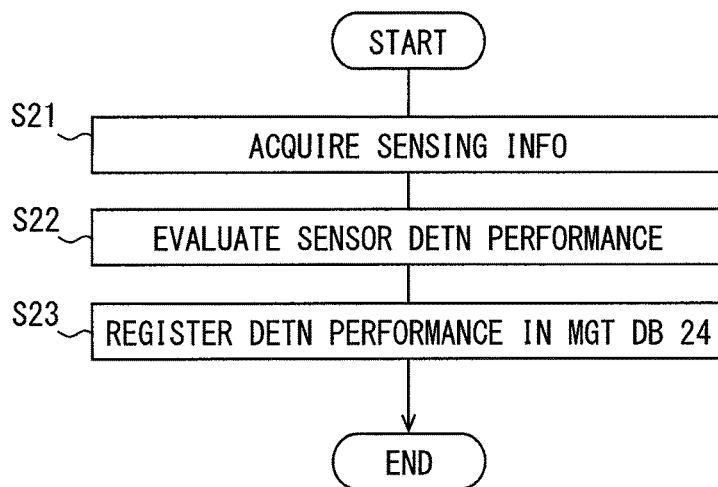 START
S21
ACQUIRE SENSING INFO
S22
EVALUATE SENSOR DETN PERFORMANCE
S23
REGISTER DETN PERFORMANCE IN MGT DB 24
END